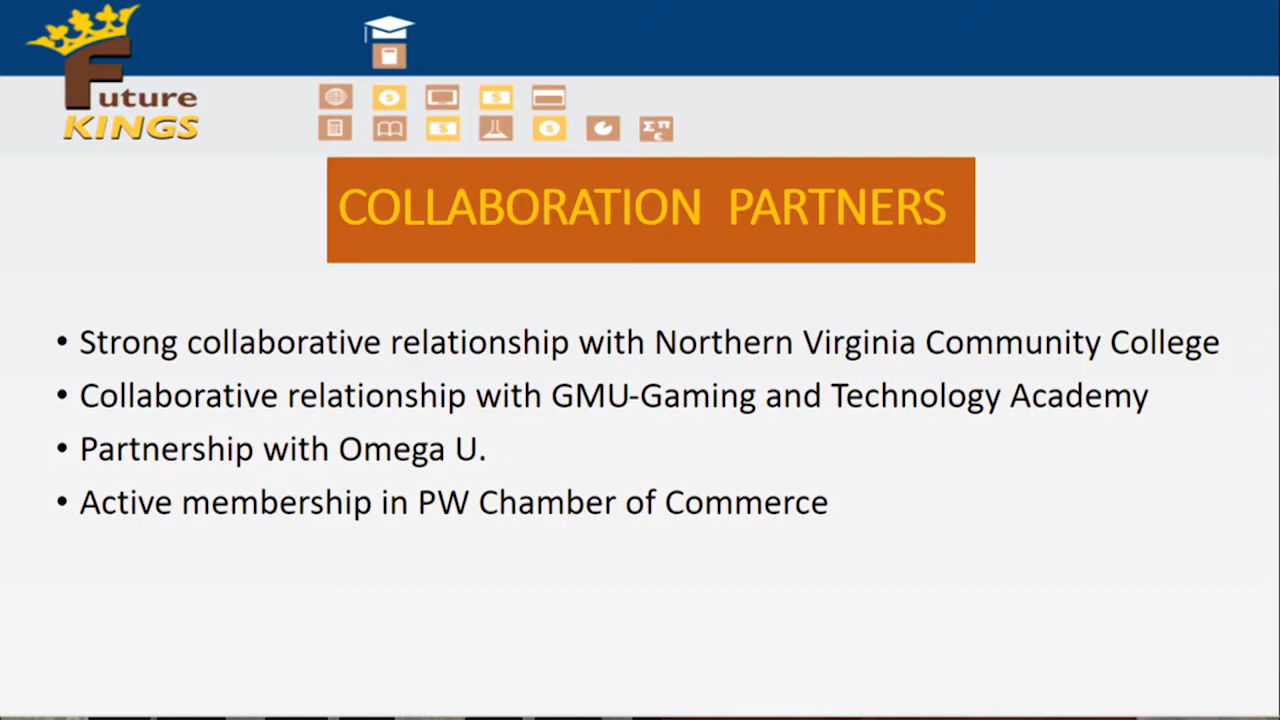 Future
KINGS
COLLABORATION PARTNERS
• Strong collaborative relationship with Northern Virginia Community College
• Collaborative relationship with GMU-Gaming and Technology Academy
• Partnership with Omega U.
• Active membership in PW Chamber of Commerce